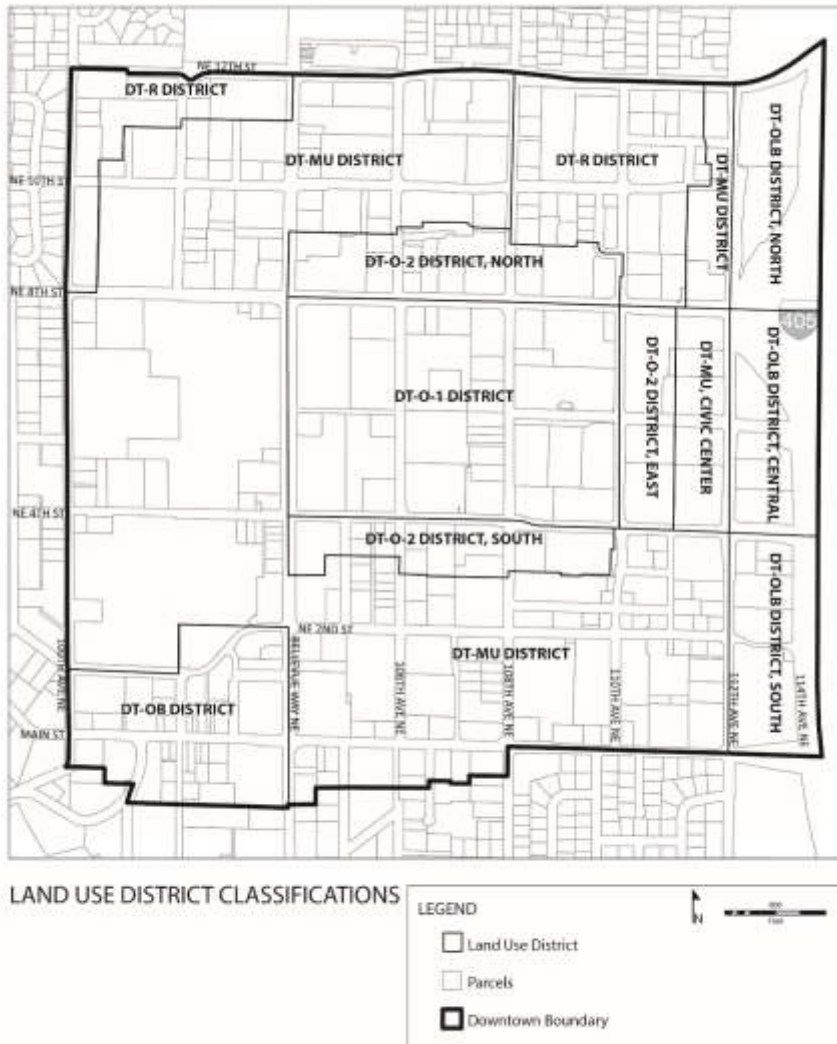 NE 12TH ST
DT-R DISTRICT
DT-MU DISTRICT
DT-R DISTRICT
DT-MU DISTRICT
DT-OLB DISTRICT, NORTH
NE 10TH S
DT-O-2 DISTRICT, NORTH
NE 8TH ST
405
DT-O-1 DISTRICT
DT-O-2 DISTRICT, EAST
DT-MU, CIVIC CENTER
DT-OLB DISTRICT, CENTRAL
NE 4TH ST
DT-O-2 DISTRICT, SOUTH
NE 2ND ST
DT-MU DISTRICT
DT-OLB DISTRICT, SOUTH
100TH AVE NE
BELLEVUE WAY NE
106TH AVE NE
108TH AVE NE
110TH AVE NE
112TH AVE NE
114TH AVE NE
DT-OB DISTRICT
MAIN ST
LAND USE DISTRICT CLASSIFICATIONS
LEGEND
N
Feet
Land Use District
Parcels
Downtown Boundary